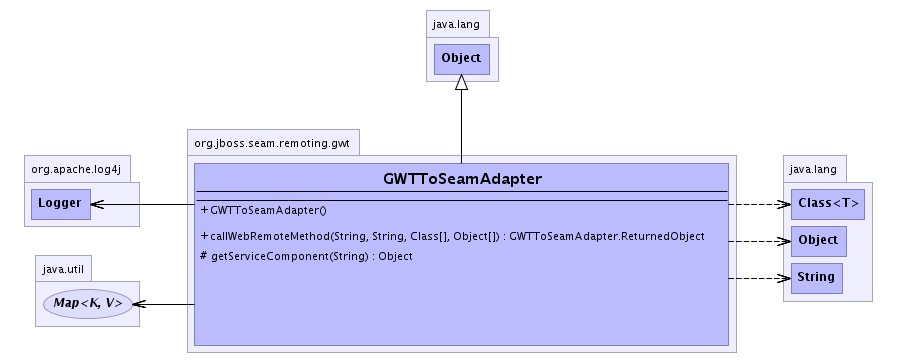 java.lang
Object
org.jboss.seam.remoting.gwt
GWTToSeamAdapter
+GWTToSeamAdapter()
+callWebRemoteMethod(String, String, Class[], Object[]) : GWTToSeamAdapter.ReturnedObject
# getServiceComponent(String) : Object
org.apache.log4j
Logger
java.util
Map<K, V>
java.lang
Class<T>
Object
String